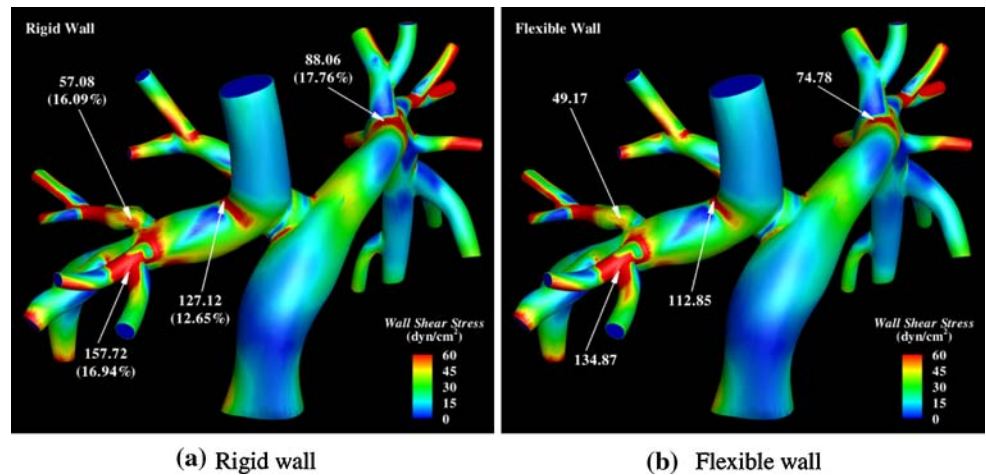 Rigid Wall
88.06
(17.76%)
57.08
(16.09%)
127.12
(12.65%)
157.72
(16.94%)
Wall Shear Stress
(dyn/cm²)
60
45
30
15
0
(a) Rigid wall
Flexible Wall
74.78
49.17
112.85
134.87
Wall Shear Stress
(dyn/cm²)
60
45
30
15
0
(b) Flexible wall